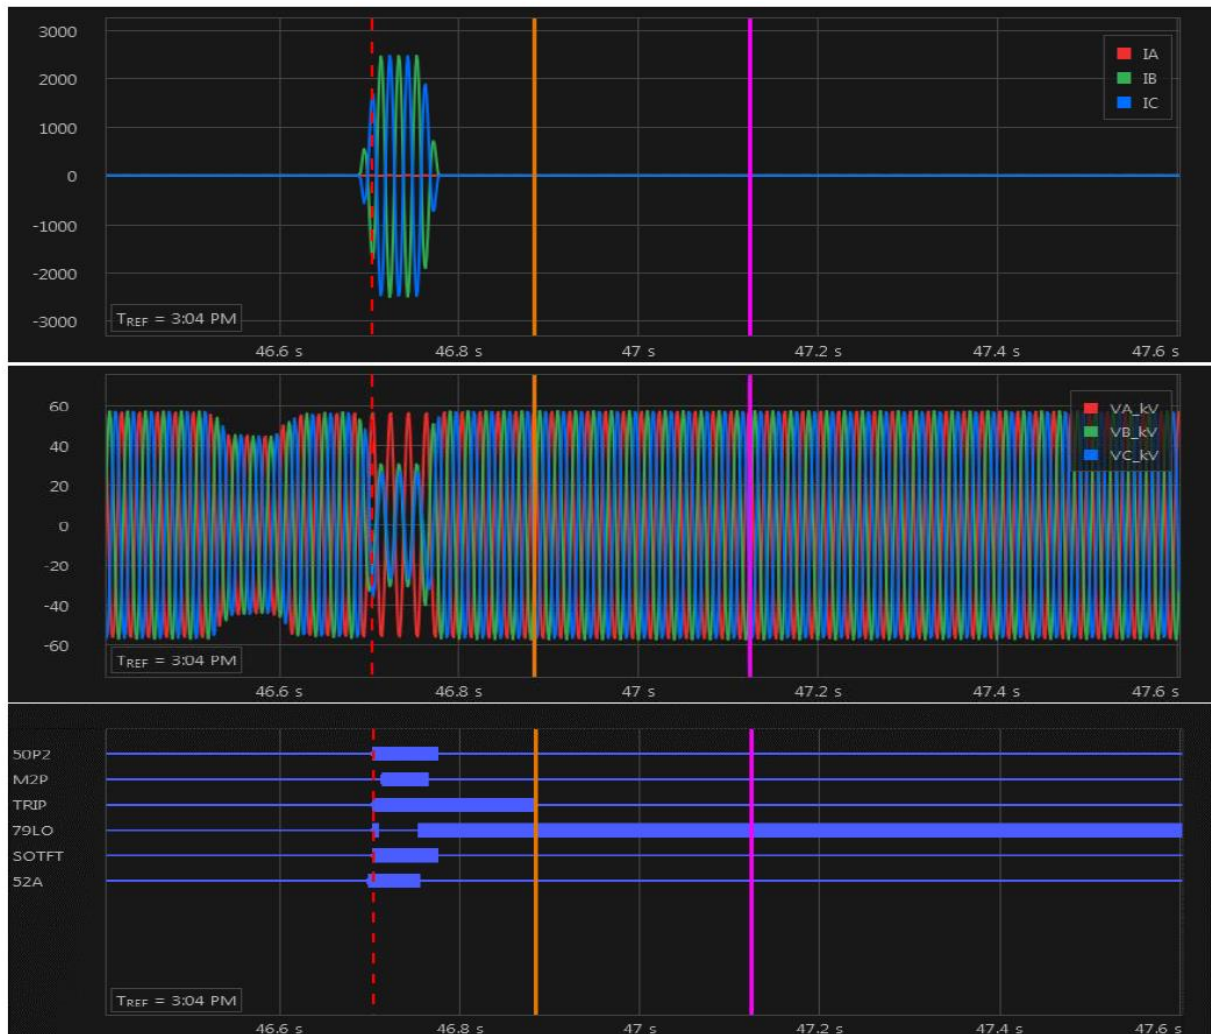 3000
2000
1000
0
-1000
-2000
-3000
IA
IB
IC
TREF = 3:04 PM
46.6 s
46.8 s
47 s
47.2 s
47.4 s
47.6 s
60
40
20
0
-20
-40
-60
VA_kV
VB_kV
VC_kV
TREF = 3:04 PM
46.6 s
46.8 s
47 s
47.2 s
47.4 s
47.6 s
50P2
M2P
TRIP
79LO
SOTFT
52A
TREF = 3:04 PM
46.6 s
46.8 s
47 s
47.2 s
47.4 s
47.6 s